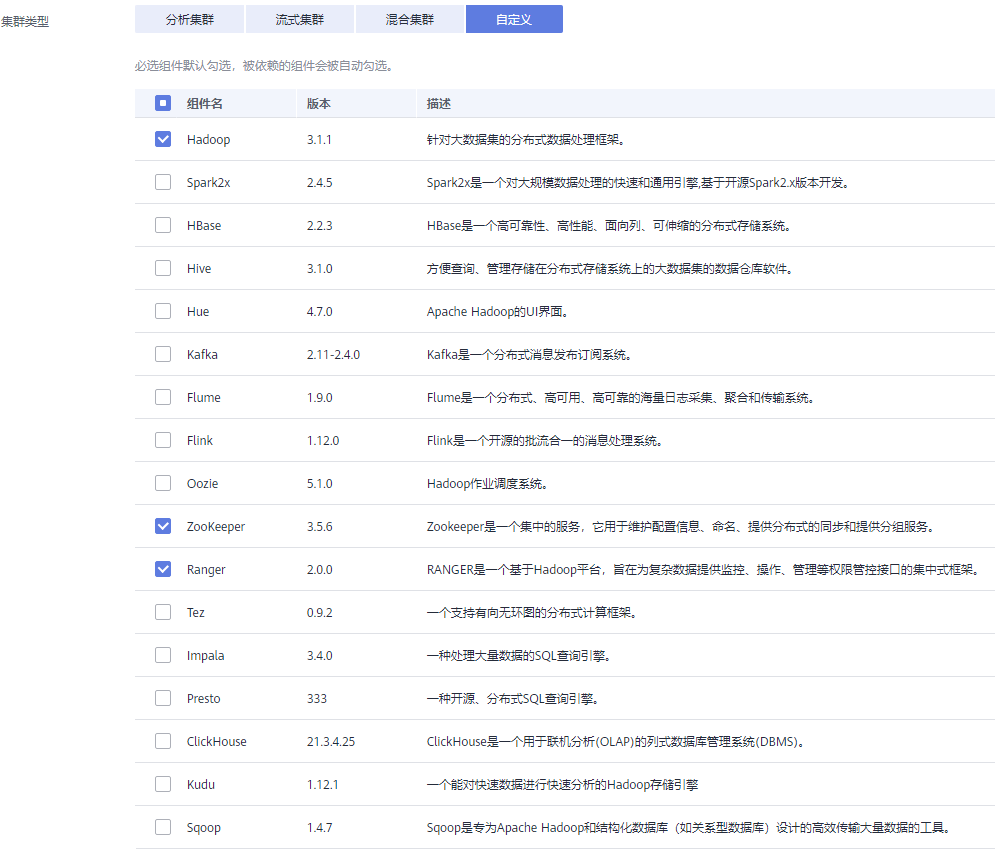 集群类型 分析集群 流式集群 混合集群 自定义
必选组件默认勾选，被依赖的组件会被自动勾选。
组件名 版本 描述
Hadoop 3.1.1 针对大数据集的分布式数据处理框架。
Spark2x 2.4.5 Spark2x是一个对大规模数据处理的快速和通用引擎,基于开源Spark2.x版本开发。
HBase 2.2.3 HBase是一个高可靠性、高性能、面向列、可伸缩的分布式存储系统。
Hive 3.1.0 方便查询、管理存储在分布式存储系统上的大数据集的数据仓库软件。
Hue 4.7.0 Apache Hadoop的UI界面。
Kafka 2.11-2.4.0 Kafka是一个分布式消息发布订阅系统。
Flume 1.9.0 Flume是一个分布式、高可用、高可靠的海量日志采集、聚合和传输系统。
Flink 1.12.0 Flink是一个开源的批流合一的消息处理系统。
Oozie 5.1.0 Hadoop作业调度系统。
ZooKeeper 3.5.6 Zookeeper是一个集中的服务，它用于维护配置信息、命名、提供分布式的同步和提供分组服务。
Ranger 2.0.0 RANGER是一个基于Hadoop平台，旨在为复杂数据提供监控、操作、管理等权限管控接口的集中式框架。
Tez 0.9.2 一个支持有向无环图的分布式计算框架。
Impala 3.4.0 一种处理大量数据的SQL查询引擎。
Presto 333 一种开源、分布式SQL查询引擎。
ClickHouse 21.3.4.25 ClickHouse是一个用于联机分析(OLAP)的列式数据库管理系统(DBMS)。
Kudu 1.12.1 一个能对快速数据进行快速分析的Hadoop存储引擎
Sqoop 1.4.7 Sqoop是专为Apache Hadoop和结构化数据库（如关系型数据库）设计的高效传输大量数据的工具。